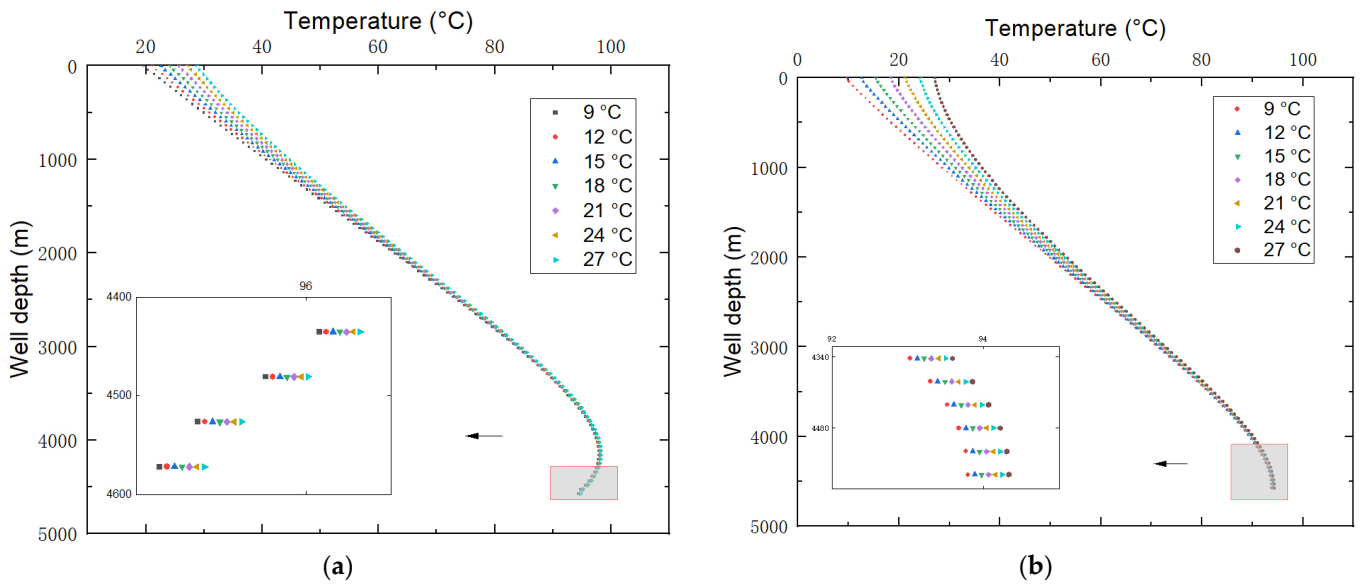 Temperature (°C)
20 40 60 80 100
0
1000
2000
3000
4000
5000
Well depth (m)
9 °C
12 °C
15 °C
18 °C
21 °C
24 °C
27 °C
96
4400
4500
4600
(a)
Temperature (°C)
0 20 40 60 80 100
0
1000
2000
3000
4000
5000
Well depth (m)
9 °C
12 °C
15 °C
18 °C
21 °C
24 °C
27 °C
92 94
4340
4480
(b)